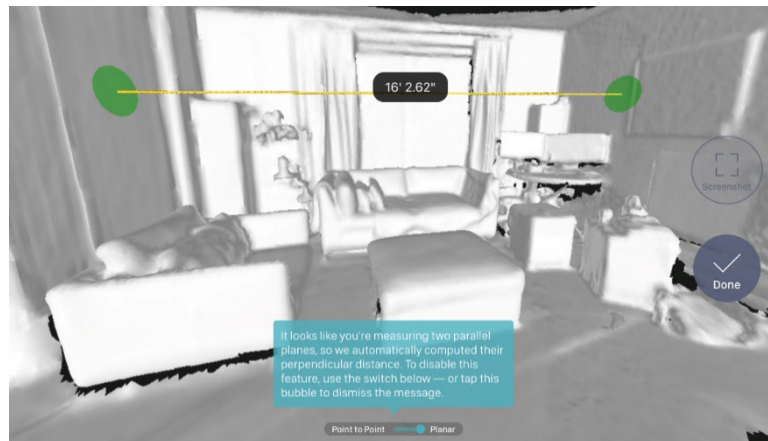 16' 2.62"
Screenshot
Done
It looks like you're measuring two parallel
planes, so we automatically computed their
perpendicular distance. To disable this
feature, use the switch below — or tap this
bubble to dismiss the message.
Point to Point Planar